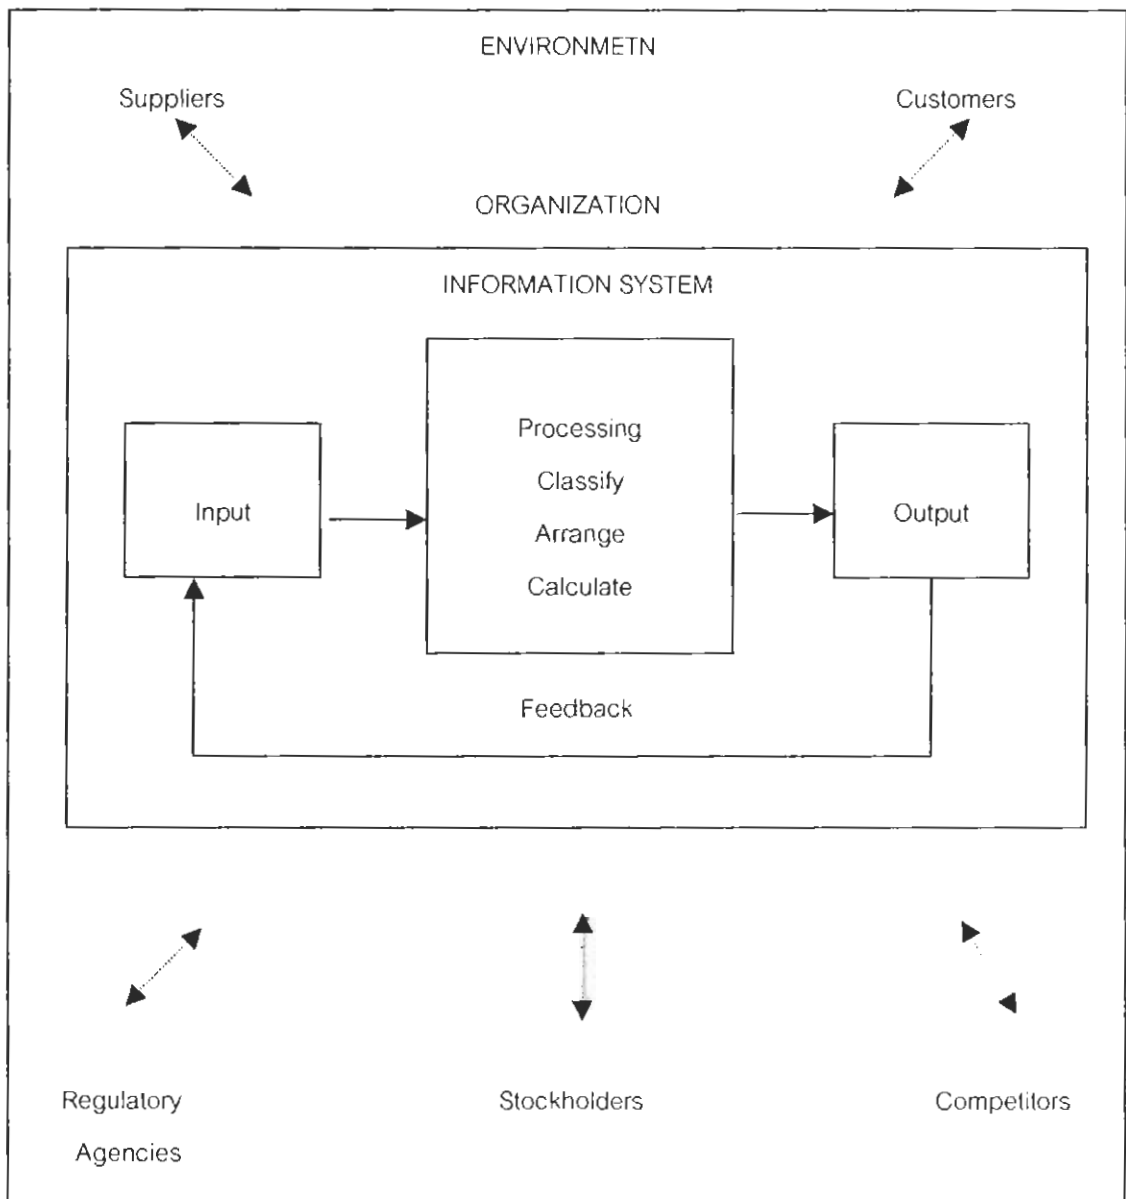 ENVIRONMETN
Suppliers
Customers
ORGANIZATION
INFORMATION SYSTEM
Processing
Classify
Input
Output
Arrange
Calculate
Feedback
Regulatory
Stockholders
Competitors
Agencies